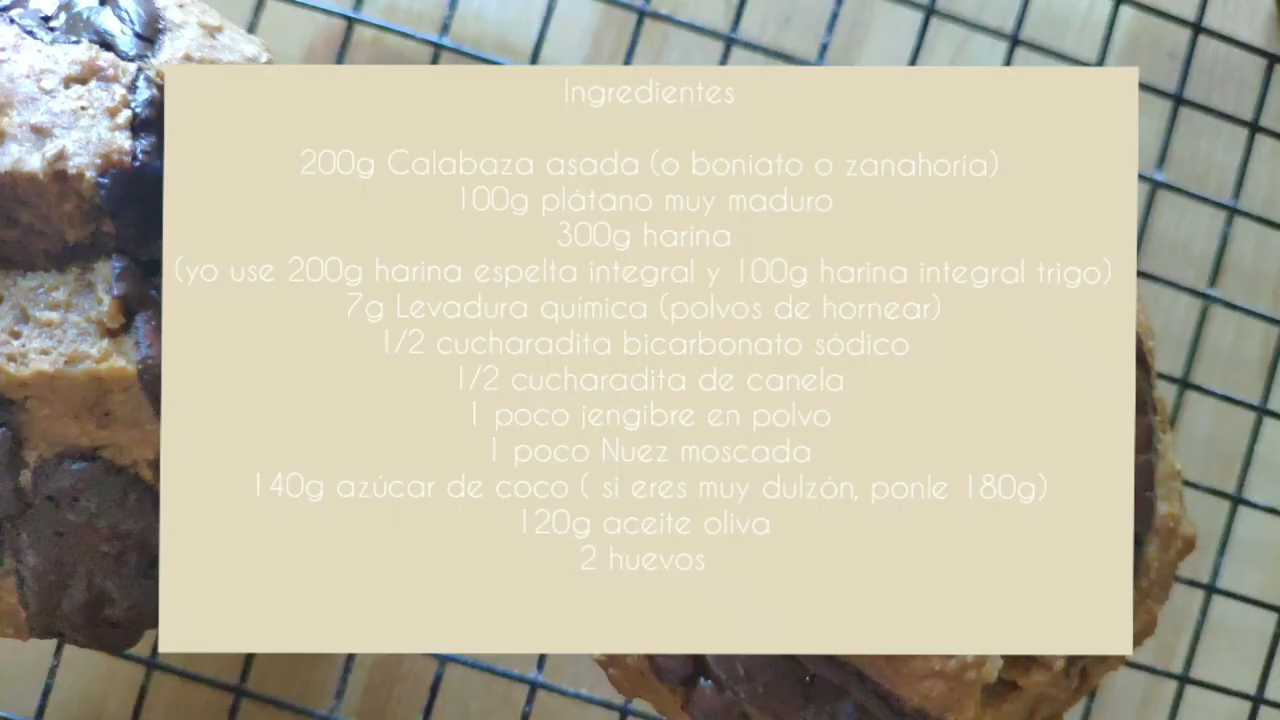 Ingredientes
200g Calabaza asada (o boniato o zanahoria)
100g plátano muy maduro
300g harina
(yo use 200g harina espelta integral y 100g harina integral trigo)
7g Levadura química (polvos de hornear)
1/2 cucharadita bicarbonato sódico
1/2 cucharadita de canela
1 poco jengibre en polvo
1 poco Nuez moscada
140g azúcar de coco ( si eres muy dulzón, ponle 180g)
120g aceite oliva
2 huevos